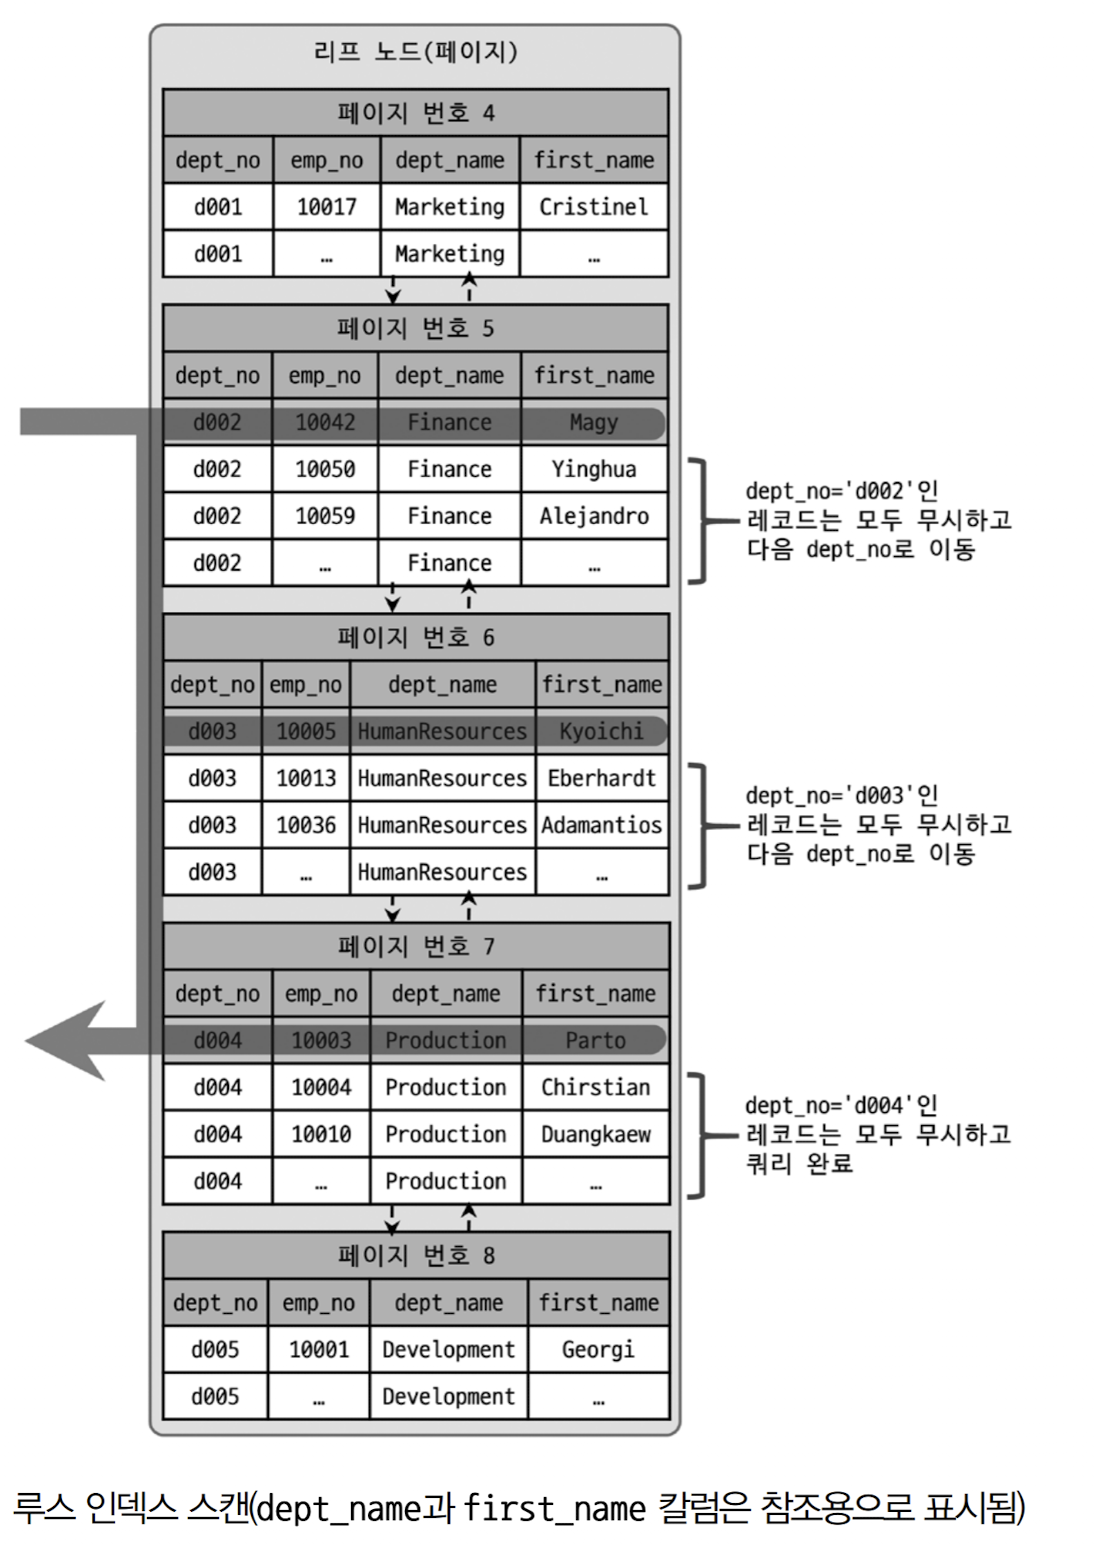 리프 노드(페이지)
페이지 번호 4
dept_no emp_no dept_name first_name
d001 10017 Marketing Cristinel
d001 … Marketing …
페이지 번호 5
dept_no emp_no dept_name first_name
d002 10042 Finance Magy
d002 10050 Finance Yinghua
d002 10059 Finance Alejandro
d002 … Finance …
dept_no='d002'인
레코드는 모두 무시하고
다음 dept_no로 이동
페이지 번호 6
dept_no emp_no dept_name first_name
d003 10005 HumanResources Kyoichi
d003 10013 HumanResources Eberhardt
d003 10036 HumanResources Adamantios
d003 … HumanResources …
dept_no='d003'인
레코드는 모두 무시하고
다음 dept_no로 이동
페이지 번호 7
dept_no emp_no dept_name first_name
d004 10003 Production Parto
d004 10004 Production Chirstian
d004 10010 Production Duangkaew
d004 … Production …
dept_no='d004'인
레코드는 모두 무시하고
쿼리 완료
페이지 번호 8
dept_no emp_no dept_name first_name
d005 10001 Development Georgi
d005 … Development …
루스 인덱스 스캔(dept_name과 first_name 칼럼은 참조용으로 표시됨)